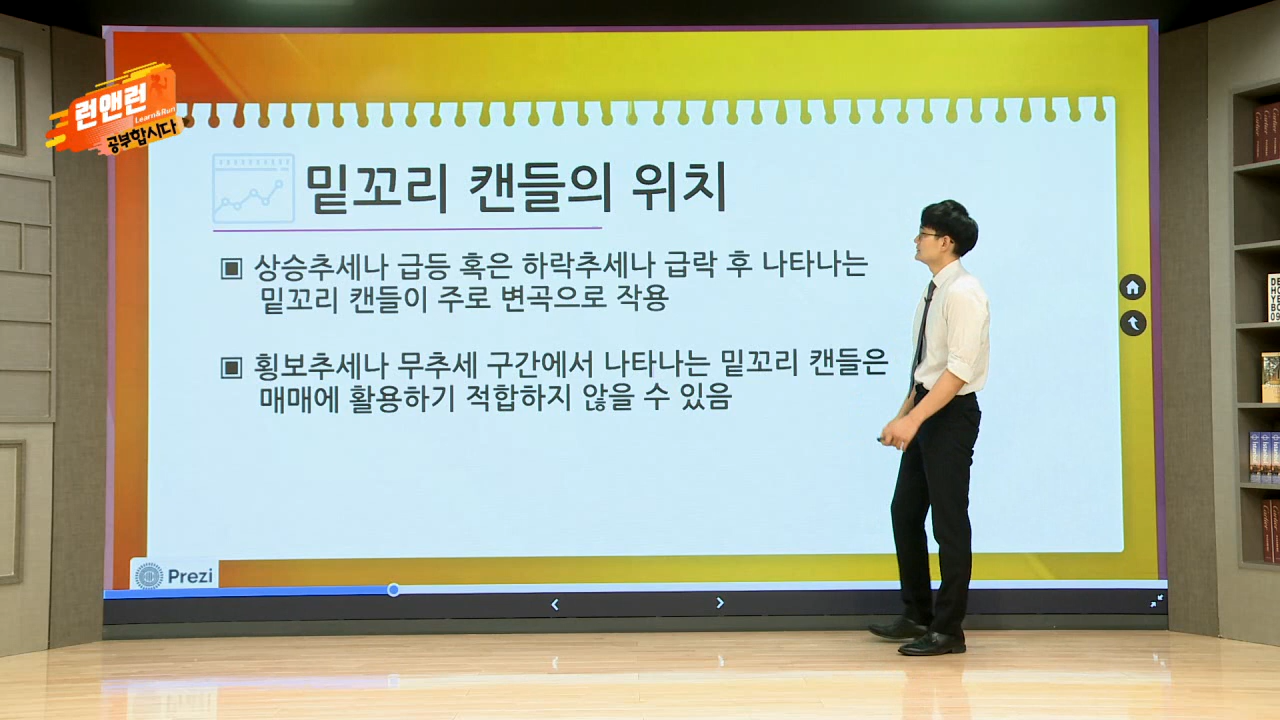 런앤런
Learn&Run
공부합시다
밑꼬리 캔들의 위치
▣ 상승추세나 급등 혹은 하락추세나 급락 후 나타나는
밑꼬리 캔들이 주로 변곡으로 작용
▣ 횡보추세나 무추세 구간에서 나타나는 밑꼬리 캔들은
매매에 활용하기 적합하지 않을 수 있음
Prezi
Cartier
Cartier